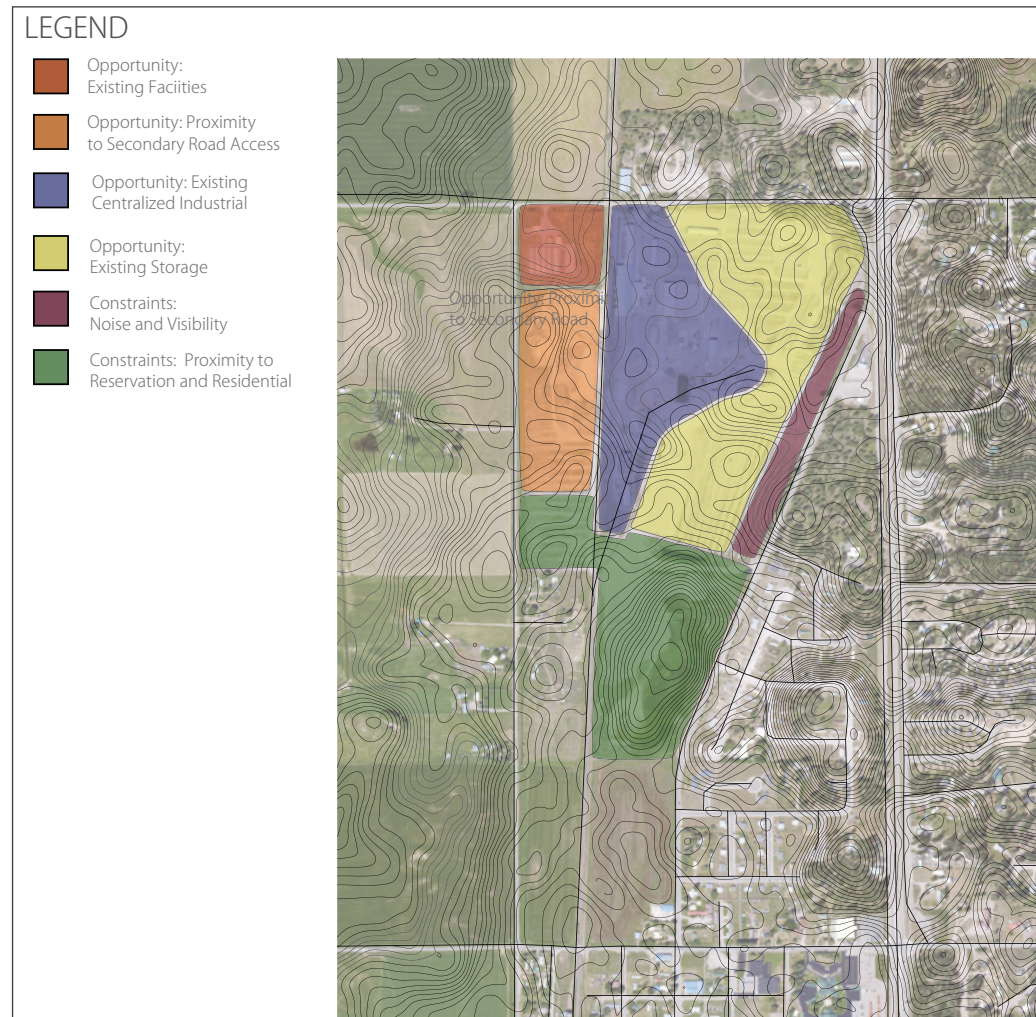 LEGEND
Opportunity:
Existing Faciities
Opportunity: Proximity
to Secondary Road Access
Opportunity: Existing
Centralized Industrial
Opportunity:
Existing Storage
Constraints:
Noise and Visibility
Constraints:  Proximity to
Reservation and Residential
Opportunity: Proximi
to Secondary Road